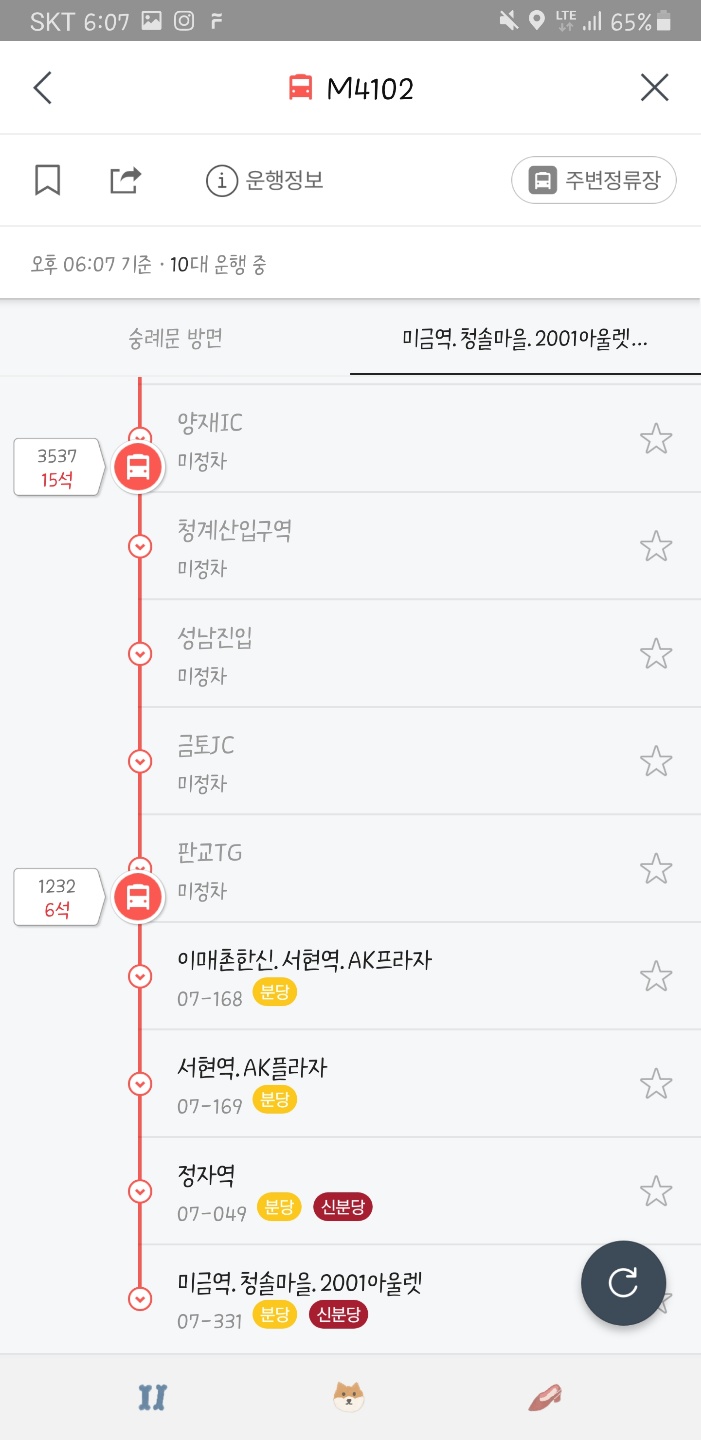 SKT 6:07
LTE
65%
M4102
운행정보
주변정류장
오후 06:07 기준 · 10대 운행 중
숭례문 방면
미금역.청솔마을.2001아울렛...
양재IC
미정차
3537
15석
청계산입구역
미정차
성남진입
미정차
금토JC
미정차
판교TG
미정차
1232
6석
이매촌한신.서현역.AK프라자
07-168 분당
서현역.AK플라자
07-169 분당
정자역
07-049 분당 신분당
미금역.청솔마을.2001아울렛
07-331 분당 신분당